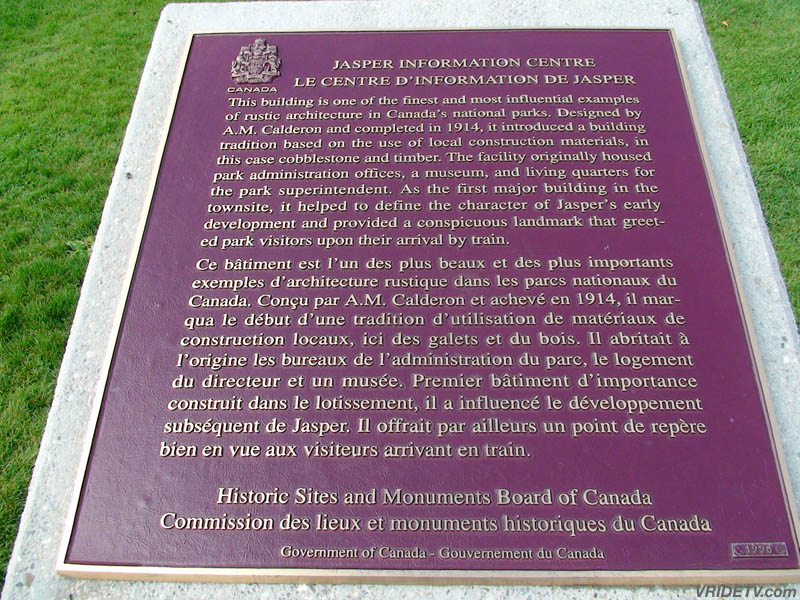 CANADA
JASPER INFORMATION CENTRE
LE CENTRE D'INFORMATION DE JASPER
This building is one of the finest and most influential examples
of rustic architecture in Canada's national parks. Designed by
A.M. Calderon and completed in 1914, it introduced a building
tradition based on the use of local construction materials, in
this case cobblestone and timber. The facility originally housed
park administration offices, a museum, and living quarters for
the park superintendent. As the first major building in the
townsite, it helped to define the character of Jasper's early
development and provided a conspicuous landmark that greet-
ed park visitors upon their arrival by train.
Ce bâtiment est l'un des plus beaux et des plus importants
exemples d'architecture rustique dans les parcs nationaux du
Canada. Conçu par A.M. Calderon et achevé en 1914, il mar-
qua le début d'une tradition d'utilisation de matériaux de
construction locaux, ici des galets et du bois. Il abritait à
l'origine les bureaux de l'administration du parc, le logement
du directeur et un musée. Premier bâtiment d'importance
construit dans le lotissement, il a influencé le développement
subséquent de Jasper. Il offrait par ailleurs un point de repère
bien en vue aux visiteurs arrivant en train.
Historic Sites and Monuments Board of Canada
Commission des lieux et monuments historiques du Canada
Government of Canada - Gouvernement du Canada
VRIDETV.com